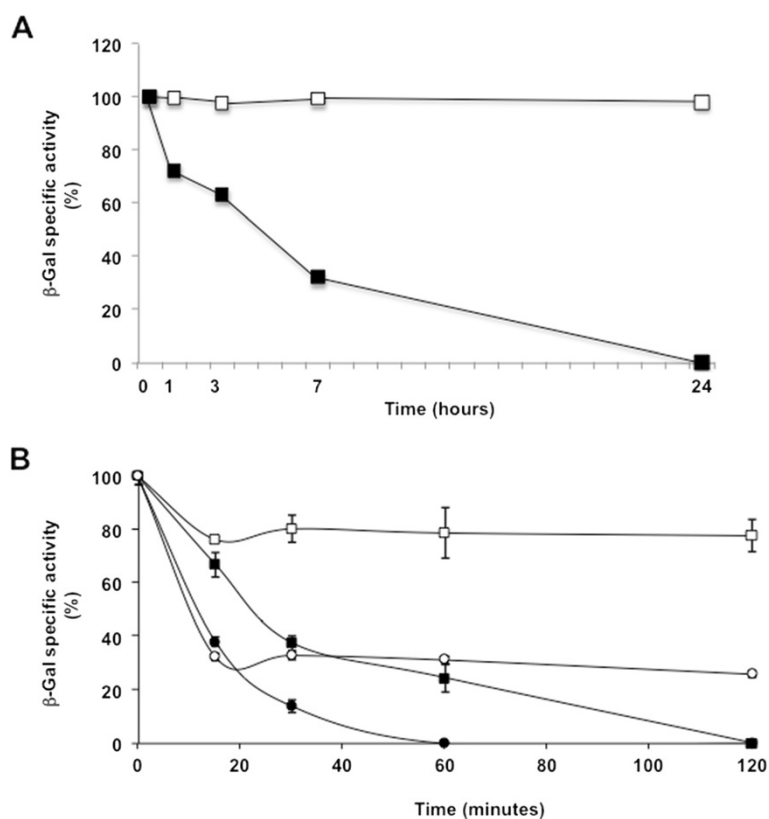 A
120
100
80
60
40
20
0
β-Gal specific activity
(%)
0 1 3 7 24
Time (hours)
B
100
80
60
40
20
0
β-Gal specific activity
(%)
0 20 40 60 80 100 120
Time (minutes)